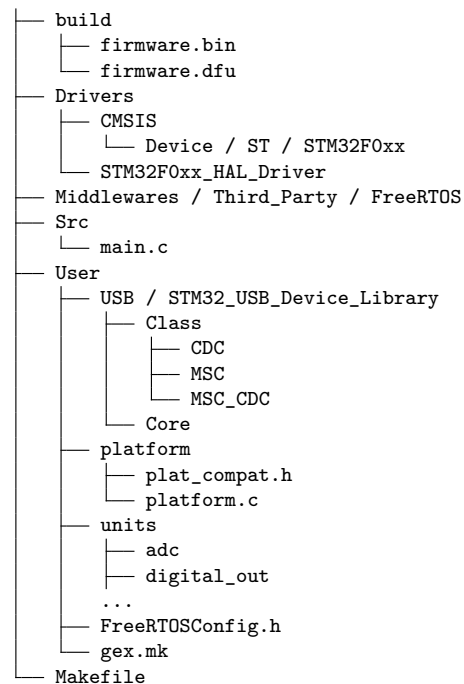 build
firmware.bin
firmware.dfu
Drivers
CMSIS
Device / ST / STM32F0xx
STM32F0xx_HAL_Driver
Middlewares / Third_Party / FreeRTOS
Src
main.c
User
USB / STM32_USB_Device_Library
Class
CDC
MSC
MSC_CDC
Core
platform
plat_compat.h
platform.c
units
adc
digital_out
...
FreeRTOSConfig.h
gex.mk
Makefile